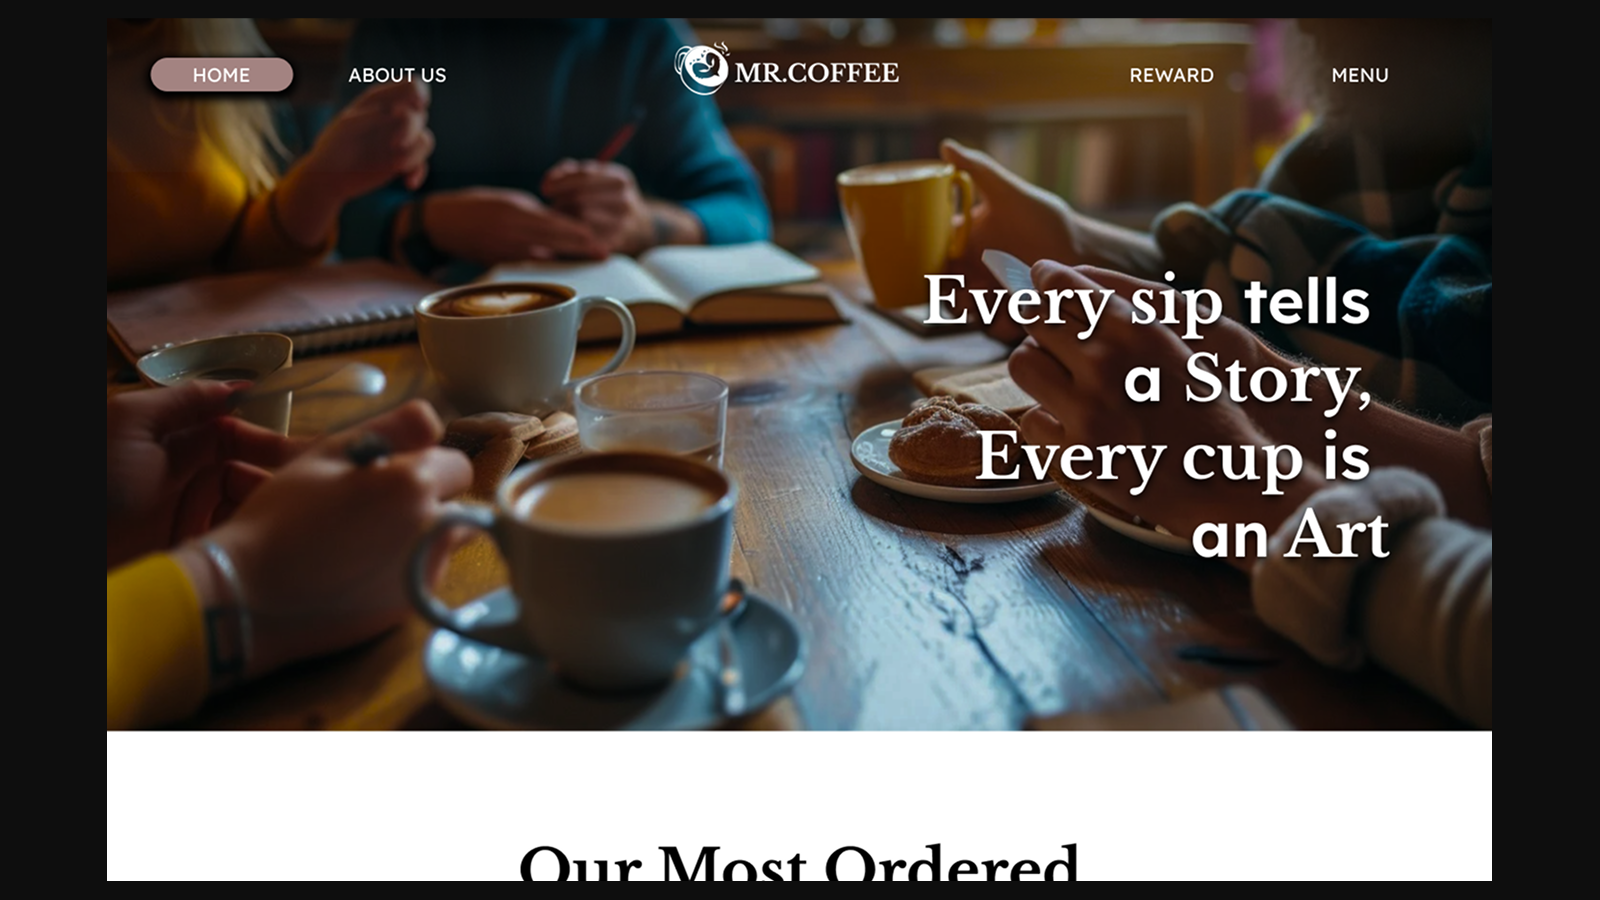 HOME
ABOUT US
MR.COFFEE
REWARD
MENU
Every sip tells
a Story,
Every cup is
an Art
Our Most Ordered